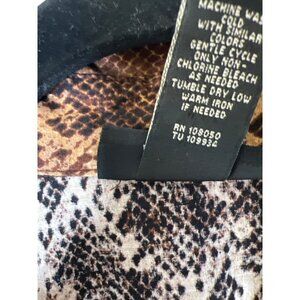 MACHINE WASH
COLD
WITH SIMILAR
COLORS
GENTLE CYCLE
ONLY NON-
CHLORINE BLEACH
AS NEEDED
TUMBLE DRY LOW
WARM IRON
IF NEEDED
RN 108050
TU 109934